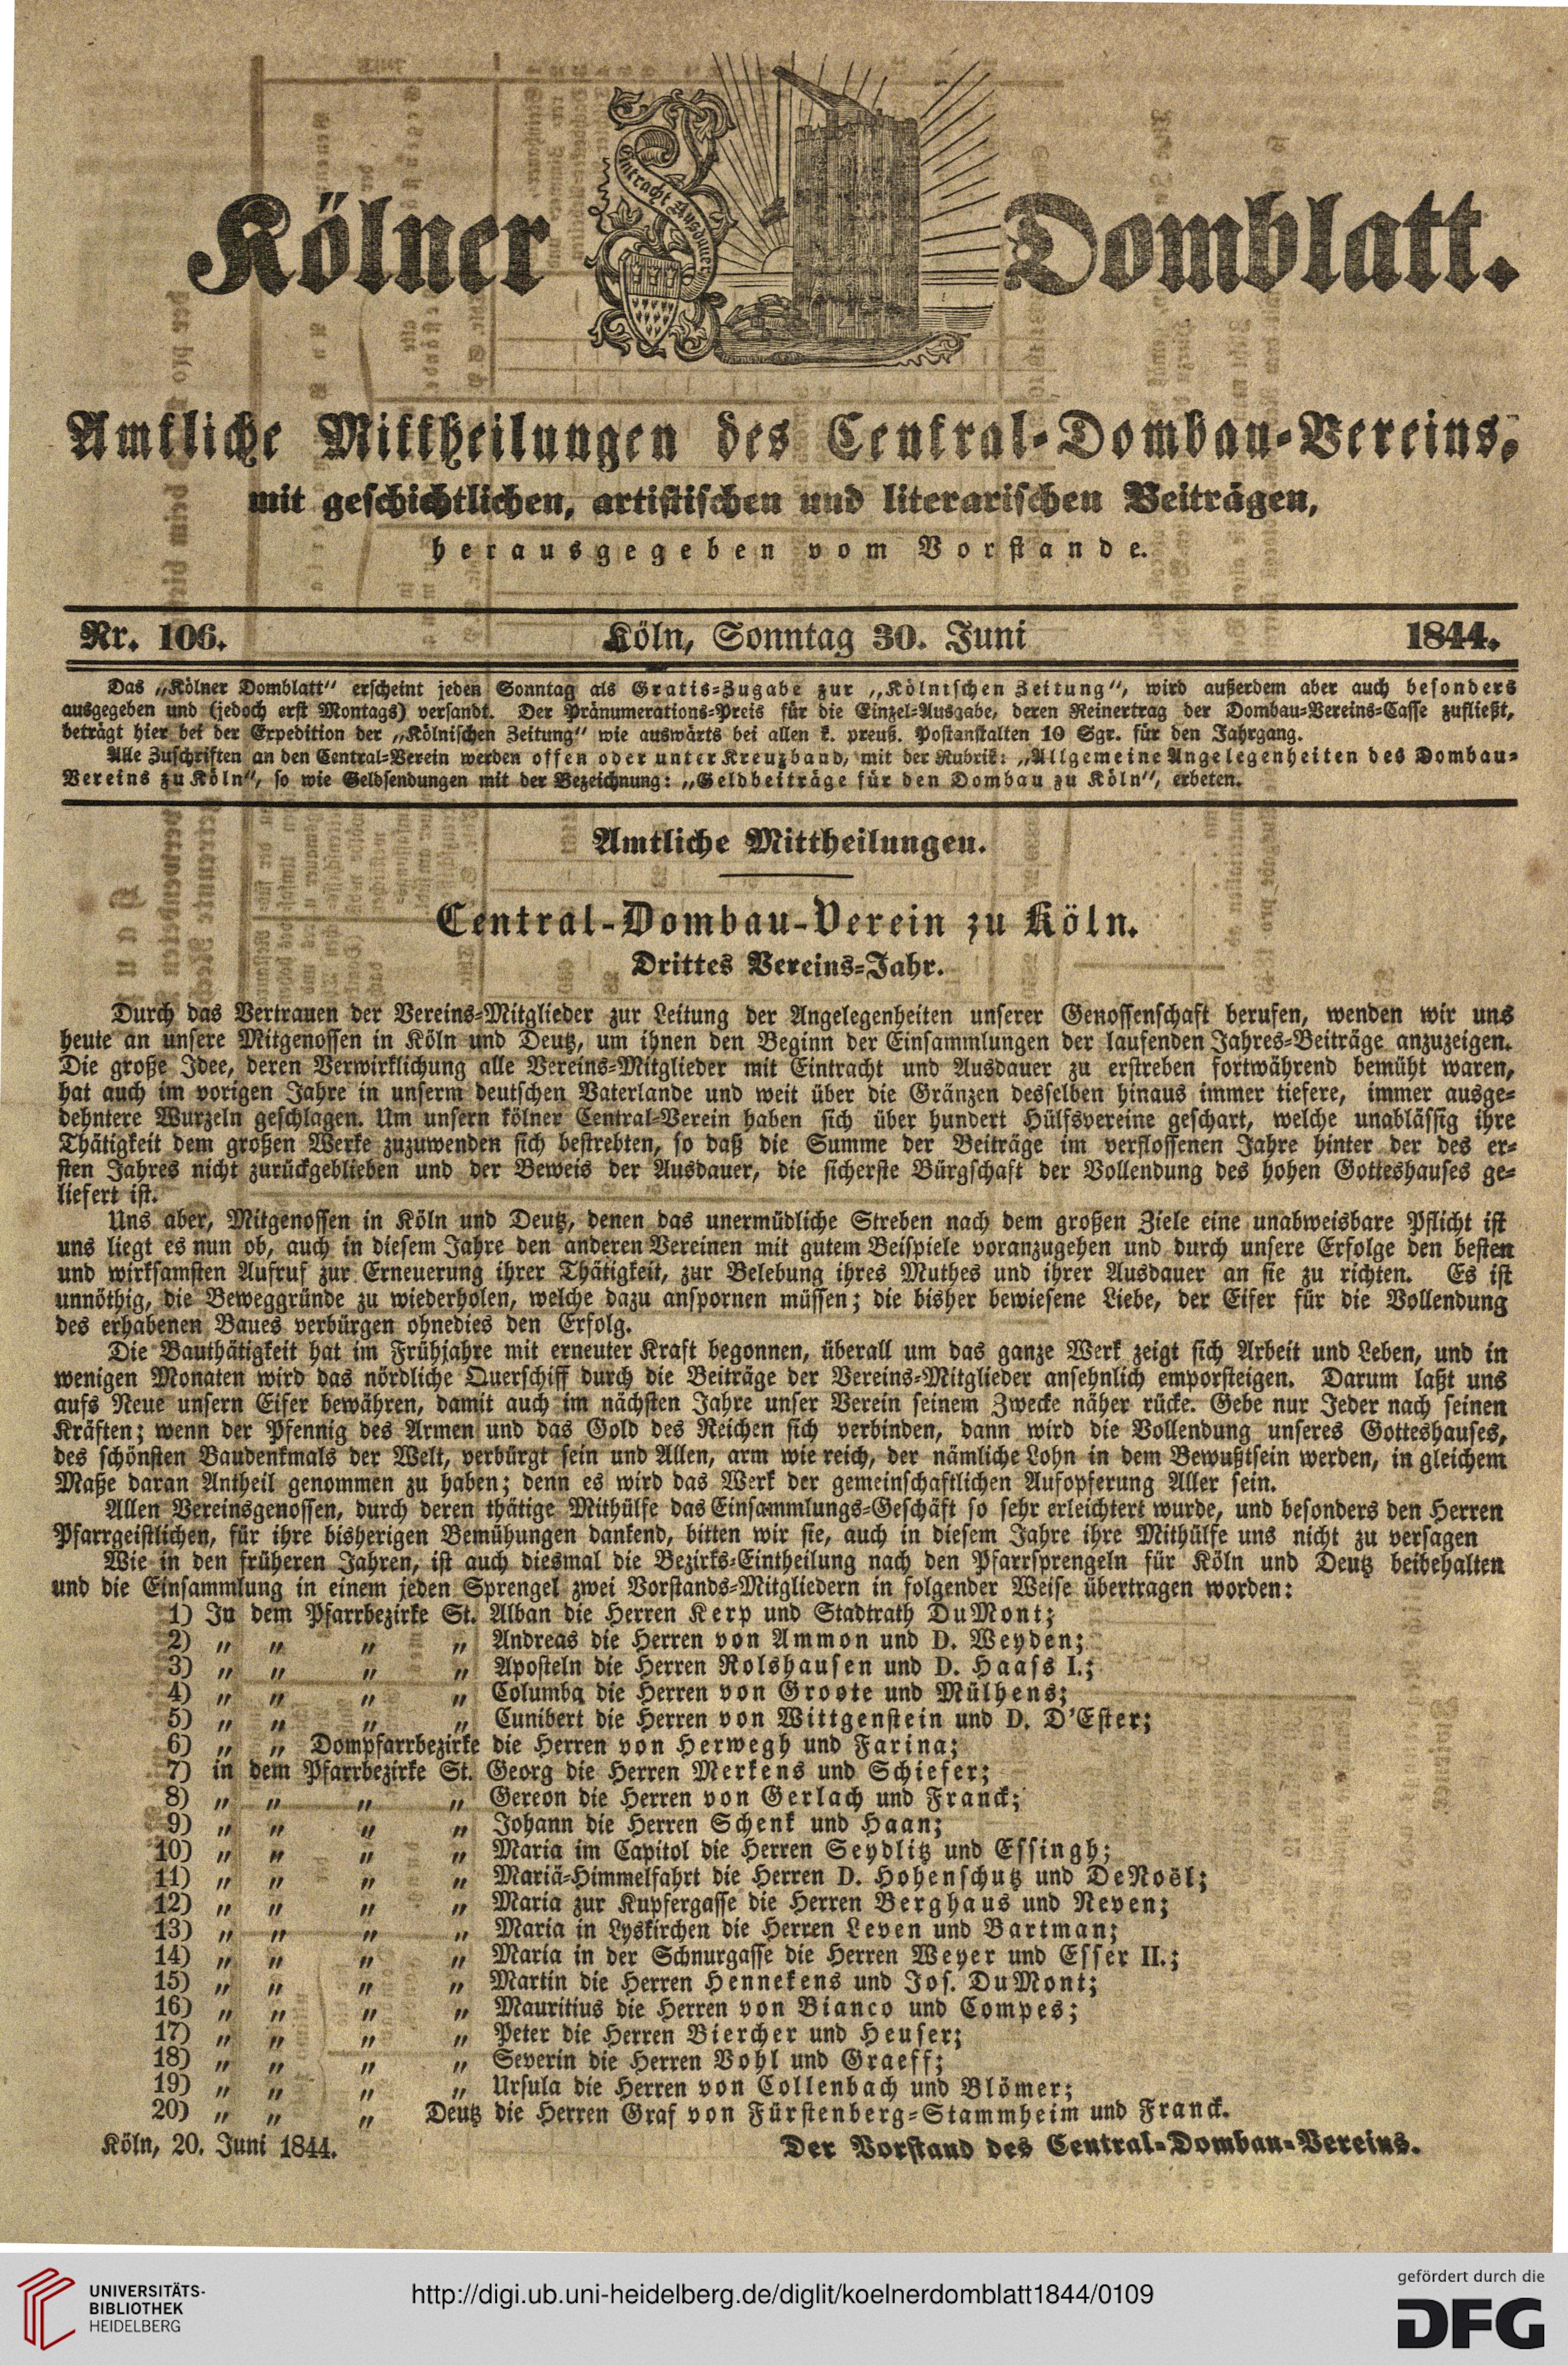 Kölner Domblatt.
Eintracht Ausdauer
Amtliche Mittheilungen des Central-Dombau-Vereins,
mit geschichtlichen, artistischen und literarischen Beiträgen,
herausgegeben vom Vorstande.
Nr. 106. Köln, Sonntag 30. Juni 1844.
Das „Kölner Domblatt" erscheint jeden Sonntag als Gratis-Zugabe zur „Kölnischen Zeitung", wird außerdem aber auch besonders
ausgegeben und (jedoch erst Montags) versandt. Der Pränumerations-Preis für die Einzel-Ausgabe, deren Reinertrag der Dombau-Vereins-Casse zufließt,
beträgt hier bei der Expedition der „Kölnischen Zeitung" wie auswärts bei allen k. preuß. Postanstalten 10 Sgr. für den Jahrgang.
Alle Zuschriften an den Central-Verein werden offen oder unter Kreuzband, mit der Rubrik: „Allgemeine Angelegenheiten des Dombau-
Vereins zu Köln", so wie Geldsendungen mit der Bezeichnung: „Geldbeiträge für den Dombau zu Köln", erbeten.
Amtliche Mittheilungen.
Central-Dombau-Verein zu Köln.
Drittes Vereins-Jahr.
Durch das Vertrauen der Vereins-Mitglieder zur Leitung der Angelegenheiten unserer Genossenschaft berufen, wenden wir uns
heute an unsere Mitgenossen in Köln und Deutz, um ihnen den Beginn der Einsammlungen der laufenden Jahres-Beiträge anzuzeigen.
Die große Idee, deren Verwirklichung alle Vereins-Mitglieder mit Eintracht und Ausdauer zu erstreben fortwährend bemüht waren,
hat auch im vorigen Jahre in unserm deutschen Vaterlande und weit über die Gränzen desselben hinaus immer tiefere, immer ausge-
dehntere Wurzeln geschlagen. Um unsern kölner Central-Verein haben sich über hundert Hülfsvereine geschart, welche unablässig ihre
Thätigkeit dem großen Werke zuzuwenden sich bestrebten, so daß die Summe der Beiträge im verflossenen Jahre hinter der des er-
sten Jahres nicht zurückgeblieben und der Beweis der Ausdauer, die sicherste Bürgschaft der Vollendung des hohen Gotteshauses ge-
liefert ist.
Uns aber, Mitgenossen in Köln und Deutz, denen das unermüdliche Streben nach dem großen Ziele eine unabweisbare Pflicht ist
uns liegt es nun ob, auch in diesem Jahre den anderen Vereinen mit gutem Beispiele voranzugehen und durch unsere Erfolge den besten
und wirksamsten Aufruf zur Erneuerung ihrer Thätigkeit, zur Belebung ihres Muthes und ihrer Ausdauer an sie zu richten. Es ist
unnöthig, die Beweggründe zu wiederholen, welche dazu anspornen müssen; die bisher bewiesene Liebe, der Eifer für die Vollendung
des erhabenen Baues verbürgen ohnedies den Erfolg.
Die Bauthätigkeit hat im Frühjahre mit erneuter Kraft begonnen, überall um das ganze Werk zeigt sich Arbeit und Leben, und in
wenigen Monaten wird das nördliche Querschiff durch die Beiträge der Vereins-Mitglieder ansehnlich emporsteigen. Darum laßt uns
aufs Neue unsern Eifer bewähren, damit auch im nächsten Jahre unser Verein seinem Zwecke näher rücke. Gebe nur Jeder nach seinen
Kräften; wenn der Pfennig des Armen und das Gold des Reichen sich verbinden, dann wird die Vollendung unseres Gotteshauses,
des schönsten Baudenkmals der Welt, verbürgt sein und Allen, arm wie reich, der nämliche Lohn in dem Bewußtsein werden, in gleichem
Maße daran Antheil genommen zu haben; denn es wird das Werk der gemeinschaftlichen Aufopferung Aller sein.
Allen Vereinsgenossen, durch deren thätige Mithülfe das Einsammlungs-Geschäft so sehr erleichtert wurde, und besonders den Herren
Pfarrgeistlichen, für ihre bisherigen Bemühungen dankend, bitten wir sie, auch in diesem Jahre ihre Mithülfe uns nicht zu versagen
Wie in den früheren Jahren, ist auch diesmal die Bezirks-Eintheilung nach den Pfarrsprengeln für Köln und Deutz beibehalten
und die Einsammlung in einem jeden Sprengel zwei Vorstands-Mitgliedern in folgender Weise übertragen worden:
1) In dem Pfarrbezirke St. Alban die Herren Kerp und Stadtrath DuMont;
2) „ „ „ „ Andreas die Herren von Ammon und D. Weyden;
3) „ „ „ „ Aposteln die Herren Rolshausen und D. Haass I.;
4) „ „ „ „ Columba die Herren von Groote und Mülhens;
5) „ „ „ „ Cunibert die Herren von Wittgenstein und D. D'Ester;
6) „ „ Dompfarrbezirke die Herren von Herwegh und Farina;
7) in dem Pfarrbezirke St. Georg die Herren Merkens und Schiefer;
8) „ „ „ „ Gereon die Herren von Gerlach und Franck;
9) „ „ „ „ Johann die Herren Schenk und Haan;
10) „ „ „ „ Maria im Capitol die Herren Seydlitz und Essingh;
11) „ „ „ „ Mariä-Himmelfahrt die Herren D. Hohenschutz und DeNoël;
12) „ „ „ „ Maria zur Kupfergasse die Herren Berghaus und Neven;
13) „ „ „ „ Maria in Lyskirchen die Herren Leven und Bartman;
14) „ „ „ „ Maria in der Schnurgasse die Herren Weyer und Esser II.;
15) „ „ „ „ Martin die Herren Hennekens und Jos. DuMont;
16) „ „ „ „ Mauritius die Herren von Bianco und Compes;
17) „ „ „ „ Peter die Herren Biercher und Heuser;
18) „ „ „ „ Severin die Herren Vohl und Graeff;
19) „ „ „ „ Ursula die Herren von Collenbach und Blömer;
20) „ „ „ Deutz die Herren Graf von Fürstenberg-Stammheim und Franck.
Köln, 20. Juni 1844. Der Vorstand des Central-Dombau-Vereins.
UNIVERSITÄTS-
BIBLIOTHEK
HEIDELBERG
http://digi.ub.uni-heidelberg.de/diglit/koelnerdomblatt1844/0109
gefördert durch die
DFG